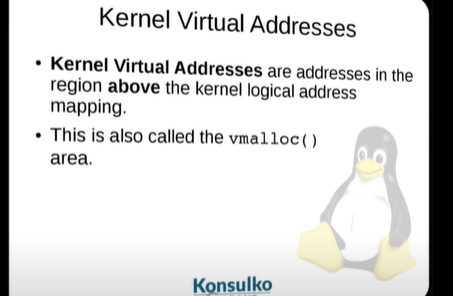 Kernel Virtual Addresses
• Kernel Virtual Addresses are addresses in the
region above the kernel logical address
mapping.
• This is also called the vmalloc()
area.
Konsulko